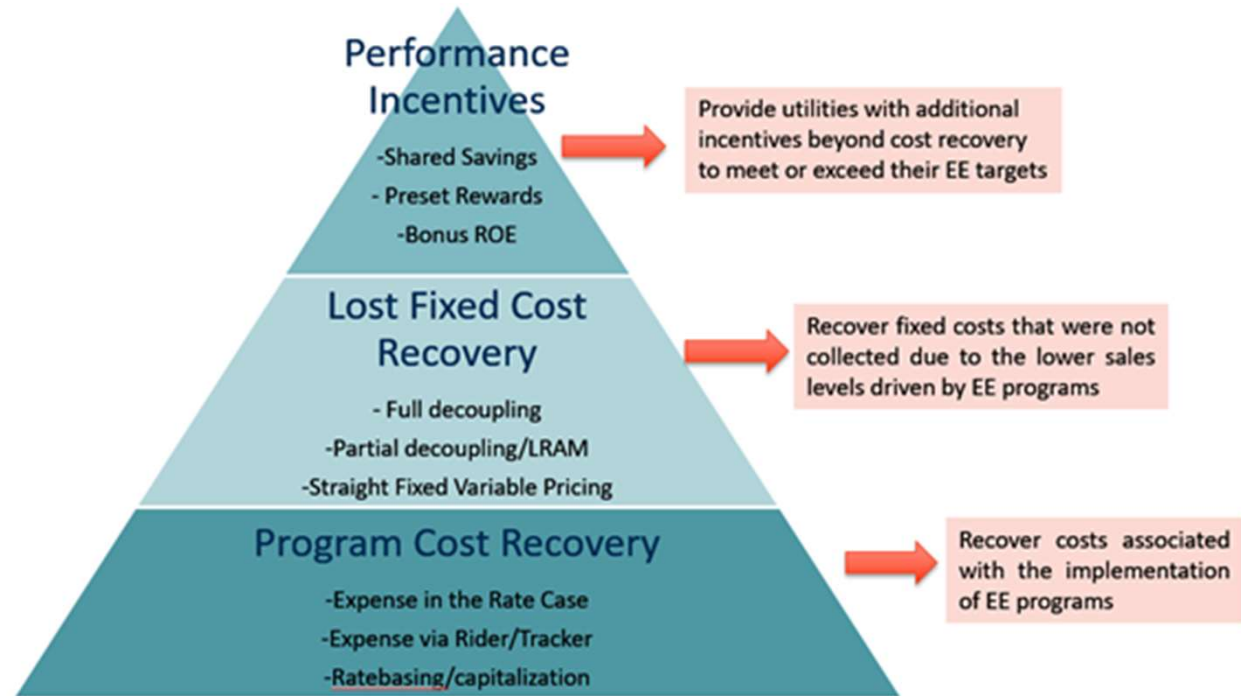 Performance
Incentives
-Shared Savings
- Preset Rewards
-Bonus ROE
Provide utilities with additional
incentives beyond cost recovery
to meet or exceed their EE targets
Lost Fixed Cost
Recovery
- Full decoupling
-Partial decoupling/LRAM
-Straight Fixed Variable Pricing
Recover fixed costs that were not
collected due to the lower sales
levels driven by EE programs
Program Cost Recovery
-Expense in the Rate Case
-Expense via Rider/Tracker
-Ratebasing/capitalization
Recover costs associated
with the implementation
of EE programs